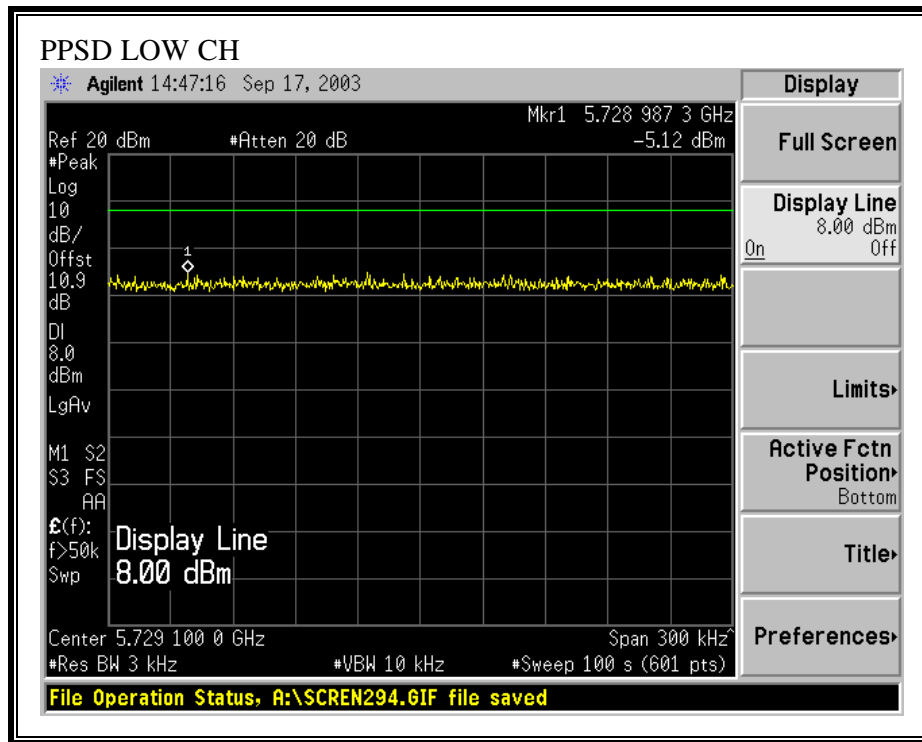 PPSD LOW CH
Agilent 14:47:16 Sep 17, 2003
Display
Mkr1 5.728 987 3 GHz
Ref 20 dBm #Atten 20 dB -5.12 dBm
#Peak
Log
10
dB/
Offst
10.9
dB
DI
8.0
dBm
LgAv
M1 S2
S3 FS
AA
£(f):
f>50k
Swp
1
Display Line
8.00 dBm
Center 5.729 100 0 GHz Span 300 kHz^
#Res BW 3 kHz #VBW 10 kHz #Sweep 100 s (601 pts)
Full Screen
Display Line
8.00 dBm
On Off
Limits
Active Fctn
Position
Bottom
Title
Preferences
File Operation Status, A:\SCREN294.GIF file saved